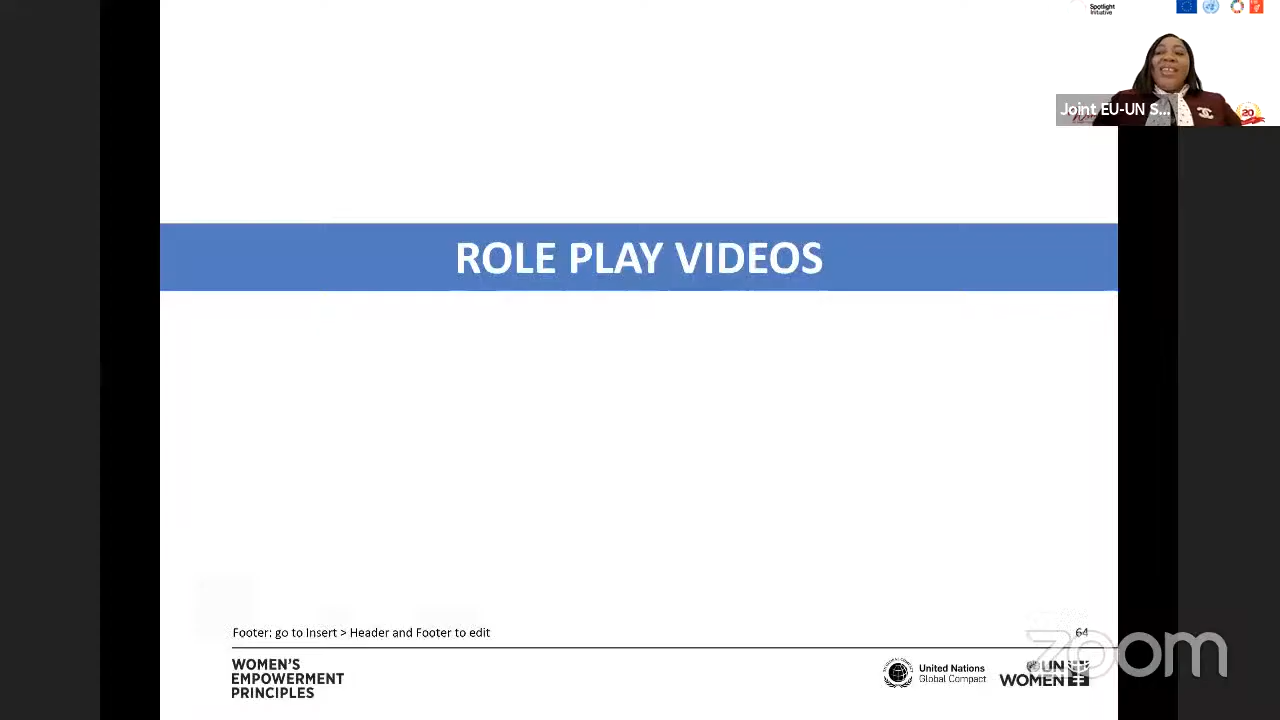 Spotlight
Initiative
Joint EU-UN S...
20
ROLE PLAY VIDEOS
Footer: go to Insert > Header and Footer to edit
64
zoom
WOMEN'S
EMPOWERMENT
PRINCIPLES
United Nations
Global Compact
UN
WOMEN